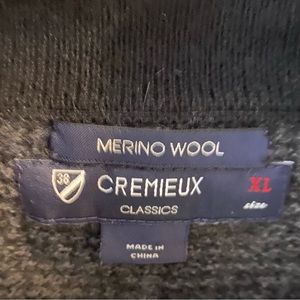 MERINO WOOL
38
CREMIEUX
XL
CLASSICS
size
MADE IN
CHINA